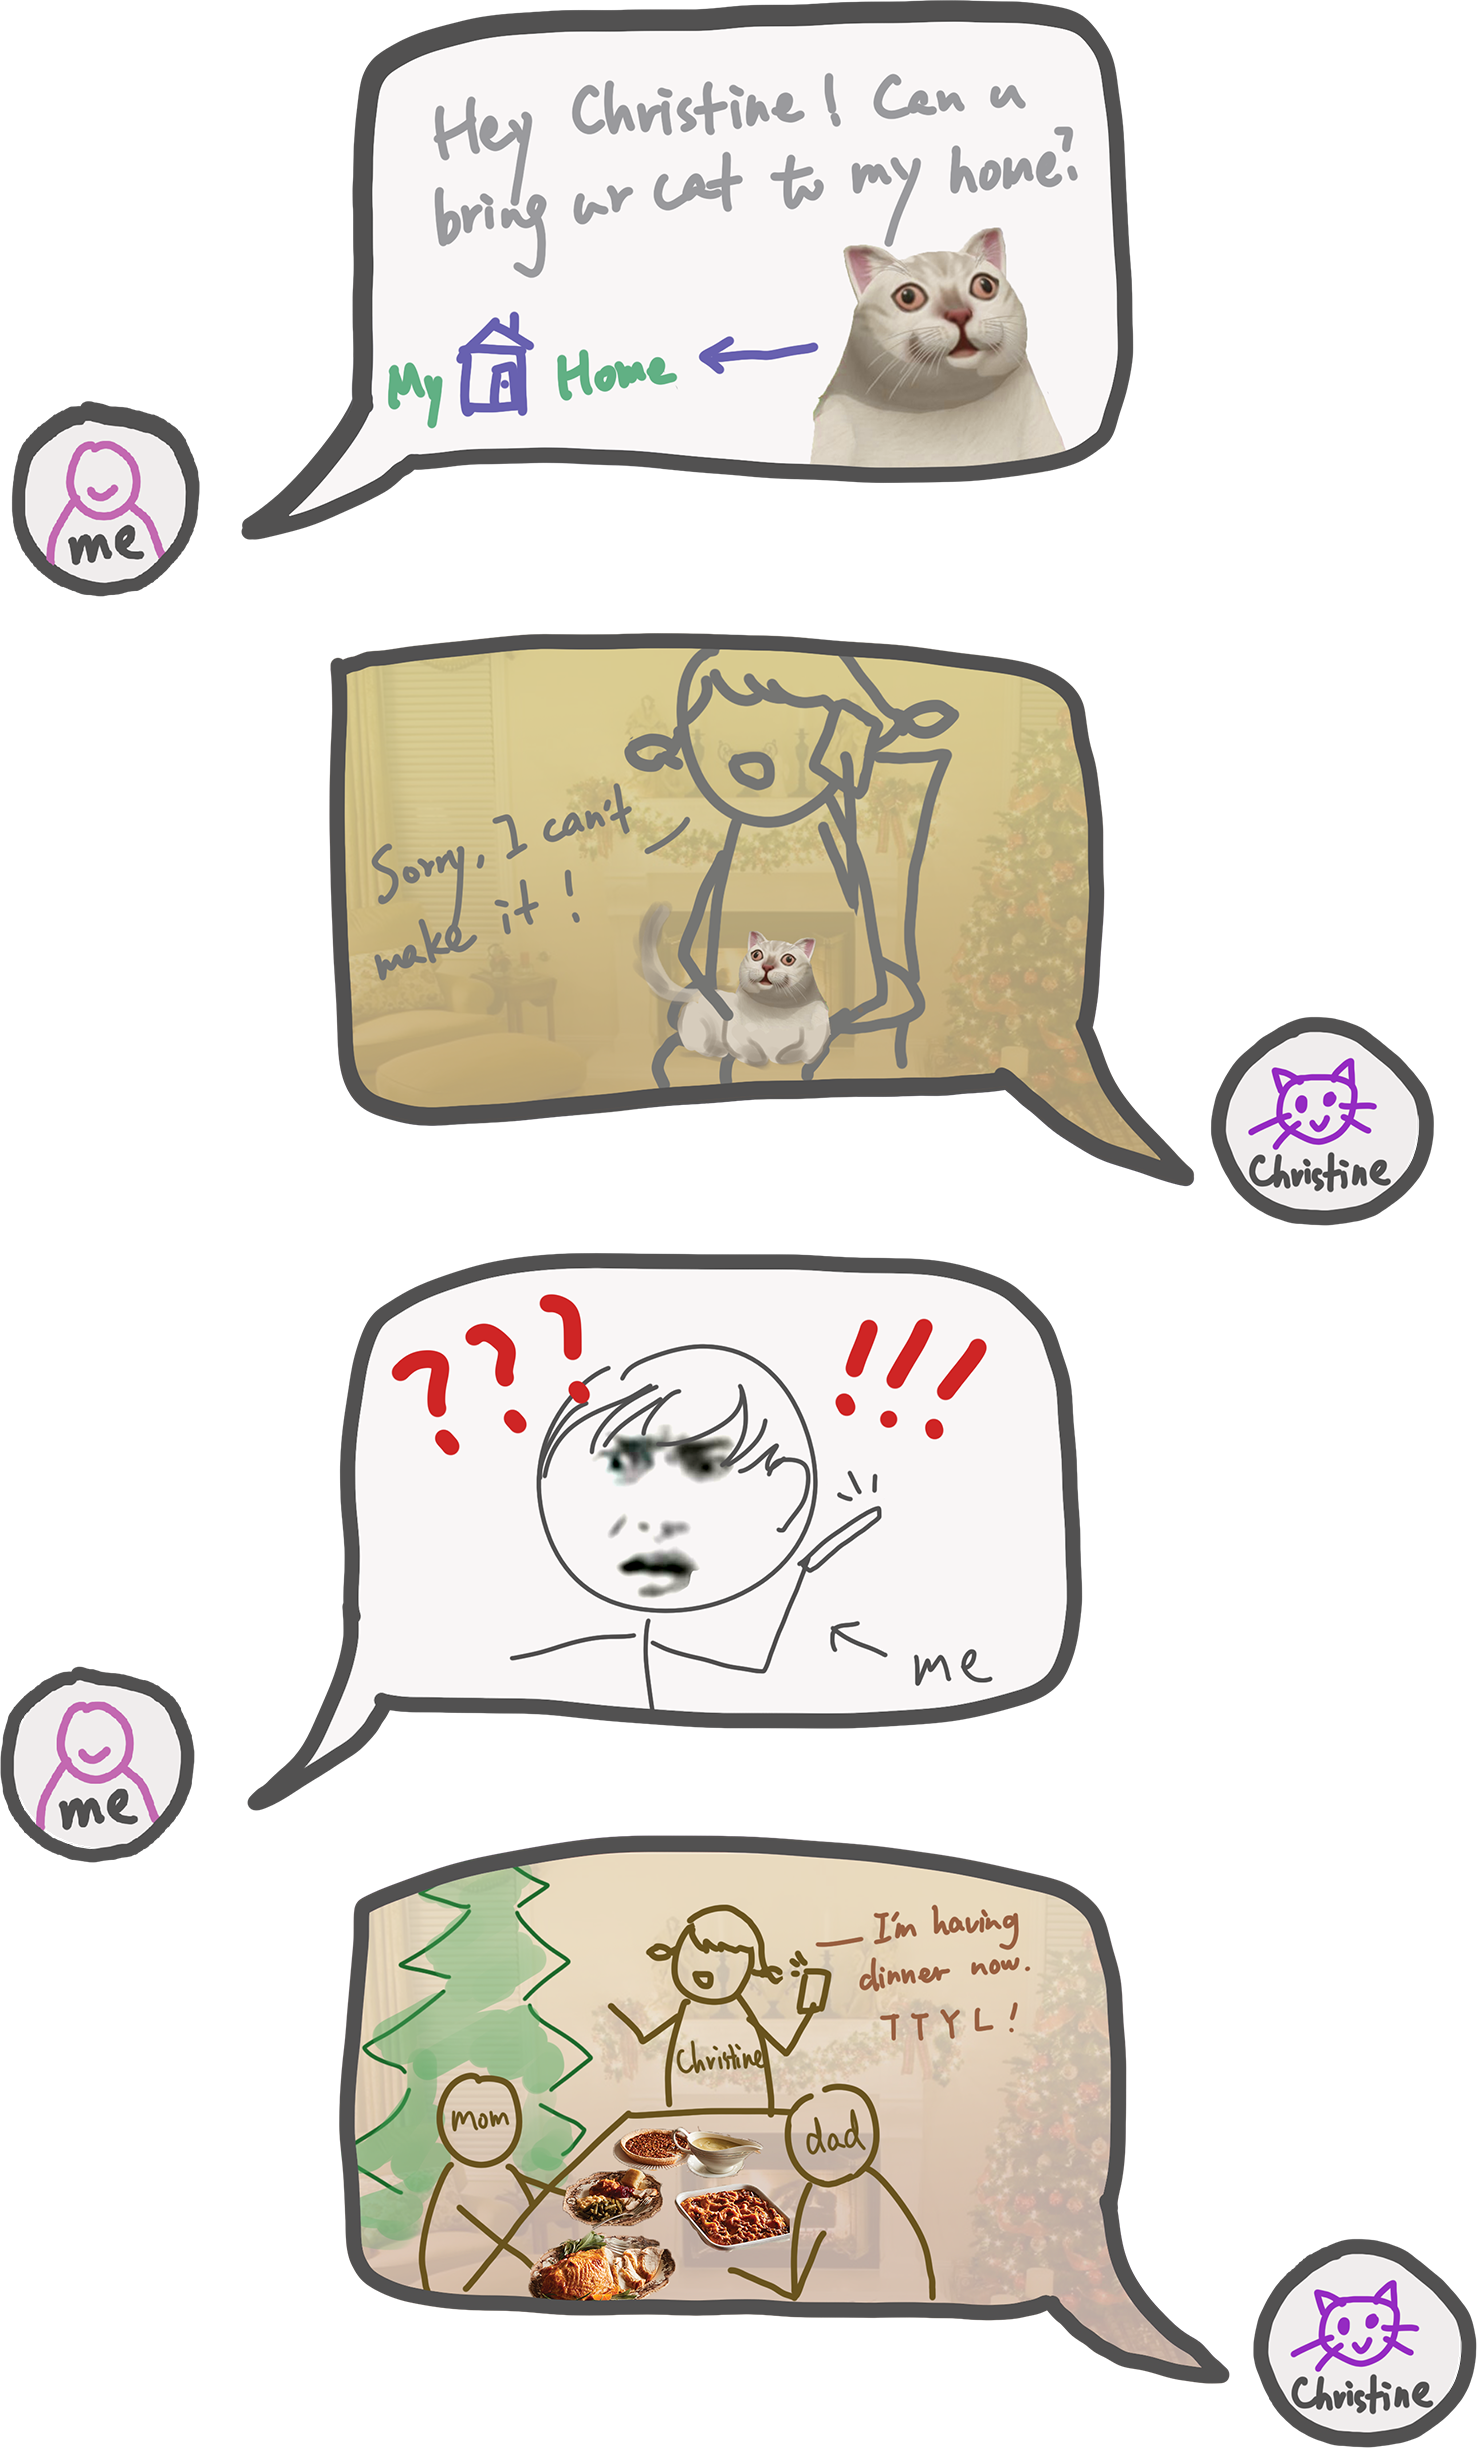 Hey Christine! Can u
bring ur cat to my home?
My Home
me
Sorry, I can't
make it!
Christine
??? !!!
me
me
I'm having
dinner now.
TTYL!
Christine
mom
dad
Christine